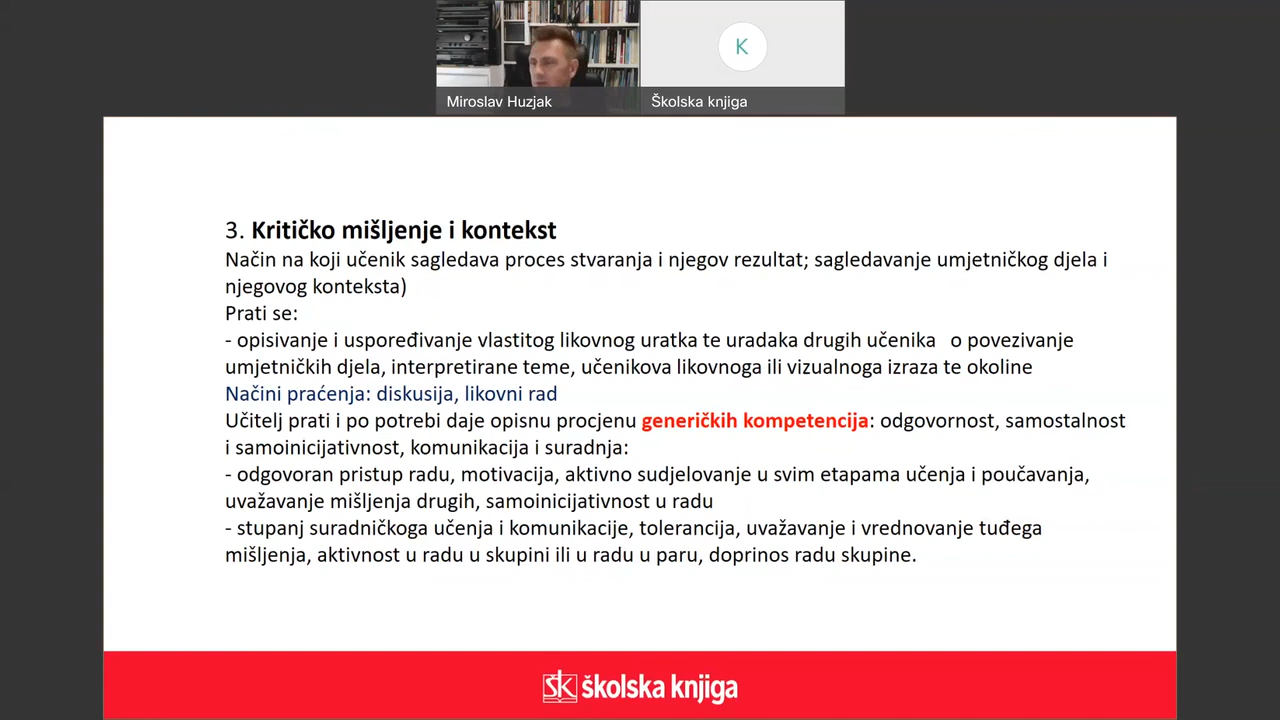 Miroslav Huzjak
K
Školska knjiga
3. Kritičko mišljenje i kontekst
Način na koji učenik sagledava proces stvaranja i njegov rezultat; sagledavanje umjetničkog djela i
njegovog konteksta)
Prati se:
- opisivanje i uspoređivanje vlastitog likovnog uratka te uradaka drugih učenika o povezivanje
umjetničkih djela, interpretirane teme, učenikova likovnoga ili vizualnoga izraza te okoline
Načini praćenja: diskusija, likovni rad
Učitelj prati i po potrebi daje opisnu procjenu generičkih kompetencija: odgovornost, samostalnost
i samoinicijativnost, komunikacija i suradnja:
- odgovoran pristup radu, motivacija, aktivno sudjelovanje u svim etapama učenja i poučavanja,
uvažavanje mišljenja drugih, samoinicijativnost u radu
- stupanj suradničkoga učenja i komunikacije, tolerancija, uvažavanje i vrednovanje tuđega
mišljenja, aktivnost u radu u skupini ili u radu u paru, doprinos radu skupine.
šk školska knjiga